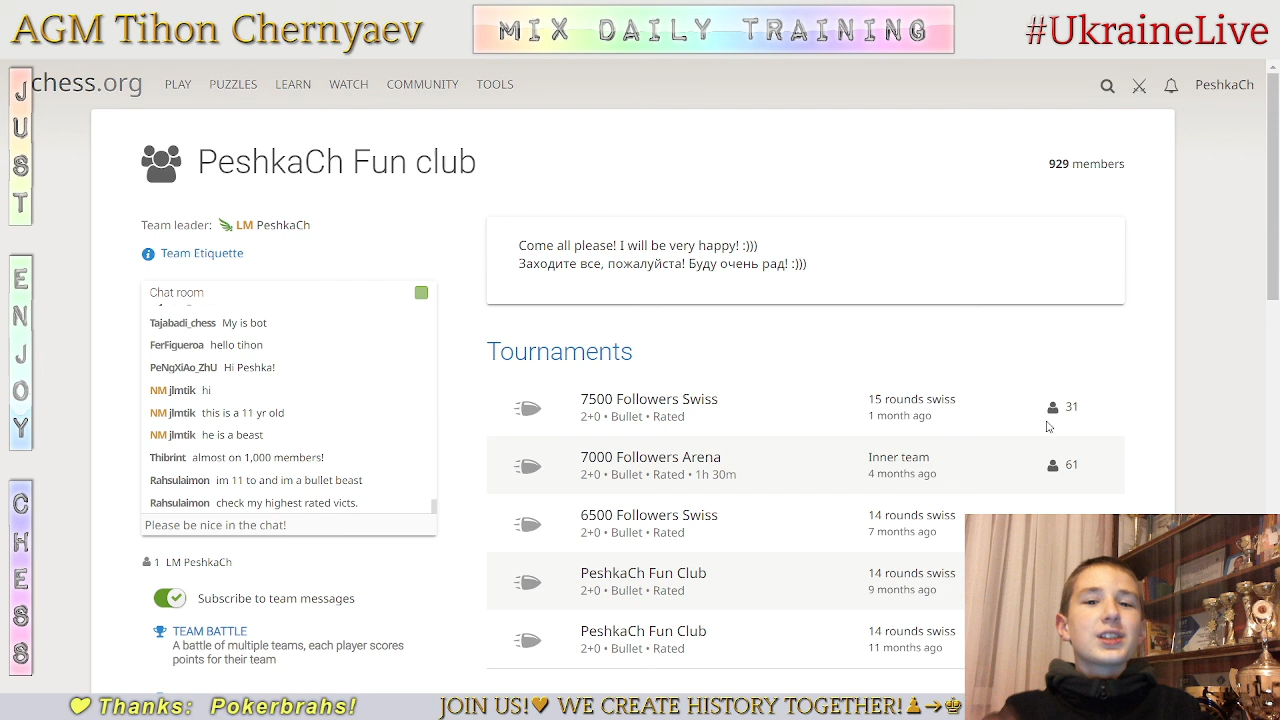 AGM Tihon Chernyaev
MIX DAILY TRAINING
#UkraineLive
JUST
ENJOY
CHESS
chess.org
PLAY PUZZLES LEARN WATCH COMMUNITY TOOLS
PeshkaCh
PeshkaCh Fun club
929 members
Team leader: LM PeshkaCh
Team Etiquette
Come all please! I will be very happy! :)))
Заходите все, пожалуйста! Буду очень рад! :)))
Chat room
Tajabadi_chess My is bot
FerFigueroa hello tihon
PeNgXiAo_ZhU Hi Peshka!
NM jlmtik hi
NM jlmtik this is a 11 yr old
NM jlmtik he is a beast
Thibrint almost on 1,000 members!
Rahsulaimon im 11 to and im a bullet beast
Rahsulaimon check my highest rated victs.
Please be nice in the chat!
1 LM PeshkaCh
Subscribe to team messages
TEAM BATTLE
A battle of multiple teams, each player scores
points for their team
Tournaments
7500 Followers Swiss 15 rounds swiss 31
2+0 • Bullet • Rated 1 month ago
7000 Followers Arena Inner team 61
2+0 • Bullet • Rated • 1h 30m 4 months ago
6500 Followers Swiss 14 rounds swiss
2+0 • Bullet • Rated 7 months ago
PeshkaCh Fun Club 14 rounds swiss
2+0 • Bullet • Rated 9 months ago
PeshkaCh Fun Club 14 rounds swiss
2+0 • Bullet • Rated 11 months ago
Thanks: Pokerbrahs!
JOIN US!♥ WE CREATE HISTORY TOGETHER!♟→♚